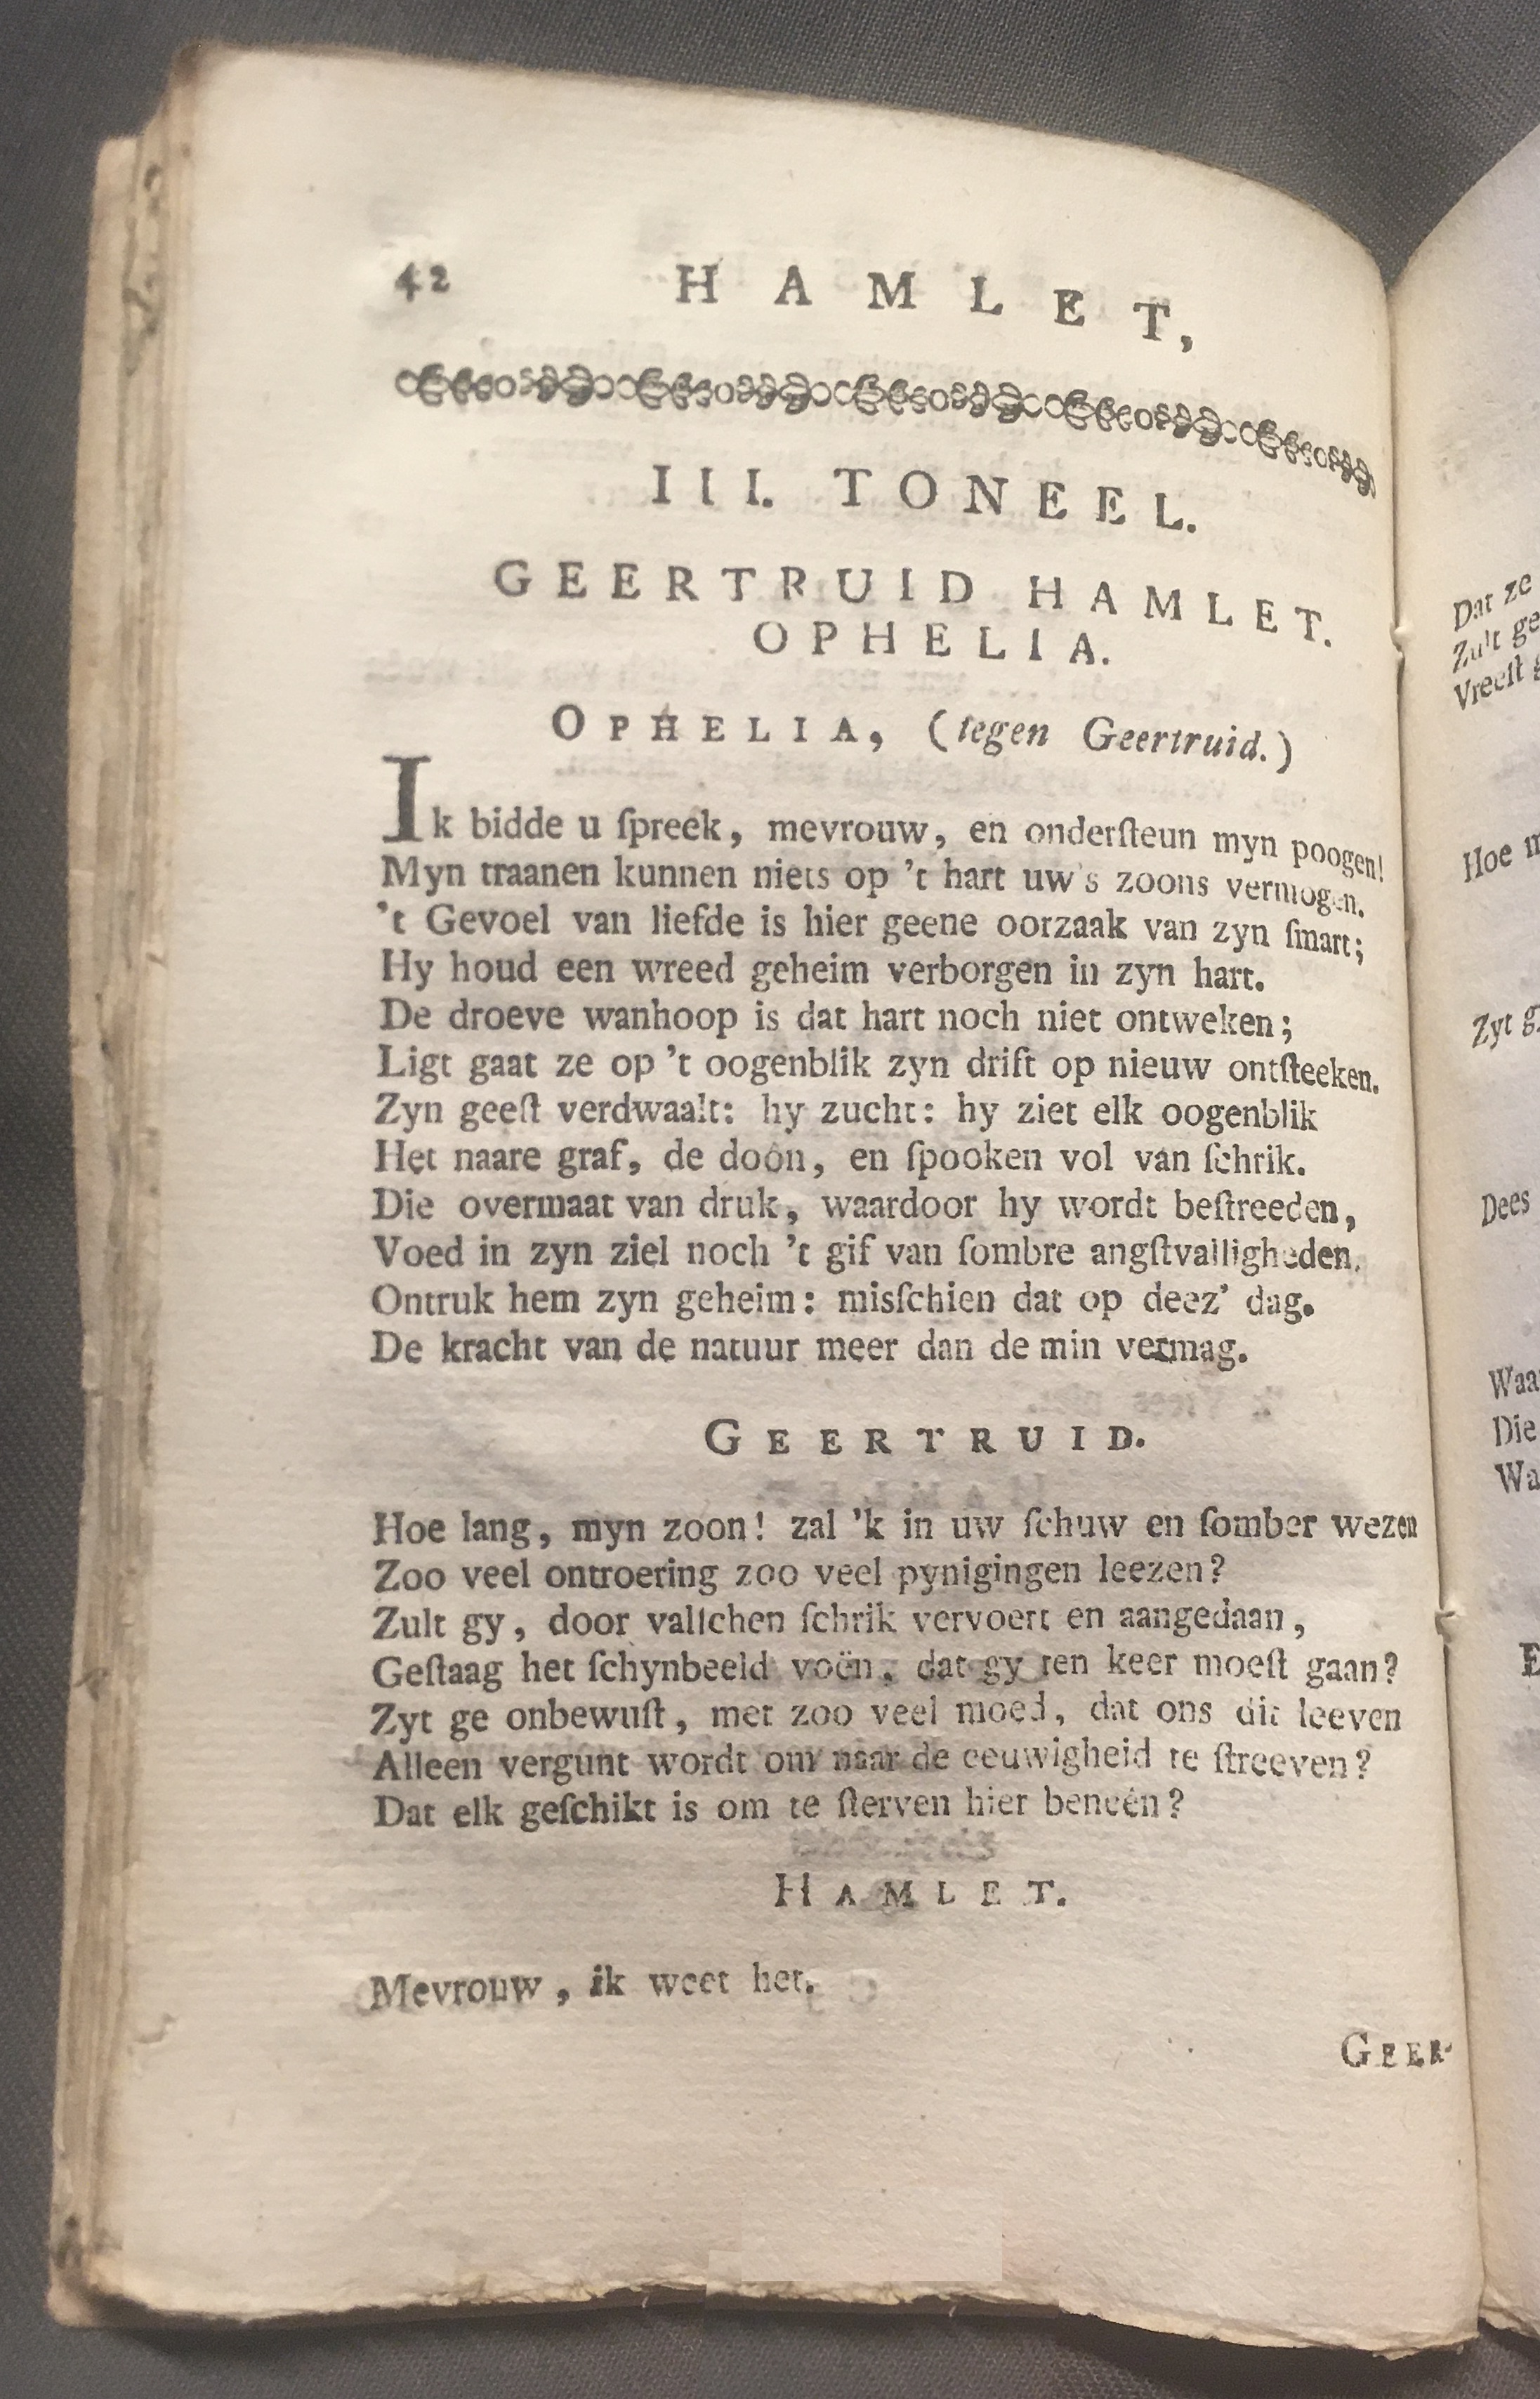 42 HAMLET,
III. TONEEL.
GEERTRUID HAMLET.
OPHELIA.
OPHELIA, (tegen Geertruid.)
Ik bidde u ſpreek, mevrouw, en onderſteun myn poogen!
Myn traanen kunnen niets op 't hart uw's zoons vermogen.
't Gevoel van liefde is hier geene oorzaak van zyn ſmart;
Hy houd een wreed geheim verborgen in zyn hart.
De droeve wanhoop is dat hart noch niet ontweken;
Ligt gaat ze op 't oogenblik zyn drift op nieuw ontſteeken.
Zyn geeſt verdwaalt: hy zucht: hy ziet elk oogenblik
Het naare graf, de doôn, en ſpooken vol van ſchrik.
Die overmaat van druk, waardoor hy wordt beſtreeden,
Voed in zyn ziel noch 't gif van ſombre angſtvalligheden.
Ontruk hem zyn geheim: misſchien dat op deez' dag.
De kracht van de natuur meer dan de min vermag.
GEERTRUID.
Hoe lang, myn zoon! zal 'k in uw ſchuw en ſomber wezen
Zoo veel ontroering zoo veel pynigingen leezen?
Zult gy, door valſchen ſchrik vervoert en aangedaan,
Geſtaag het ſchynbeeld voên, dat gy ten keer moeſt gaan?
Zyt ge onbewuſt, met zoo veel moed, dat ons dit leeven
Alleen vergunt wordt om naar de eeuwigheid te ſtreeven?
Dat elk geſchikt is om te ſterven hier beneên?
HAMLET.
Mevrouw, ik weet het.
GEER-
Dat ze
Zult ge
Vreeſt
Hoe
Zyt
Dees
Waa
Die
Wa
E